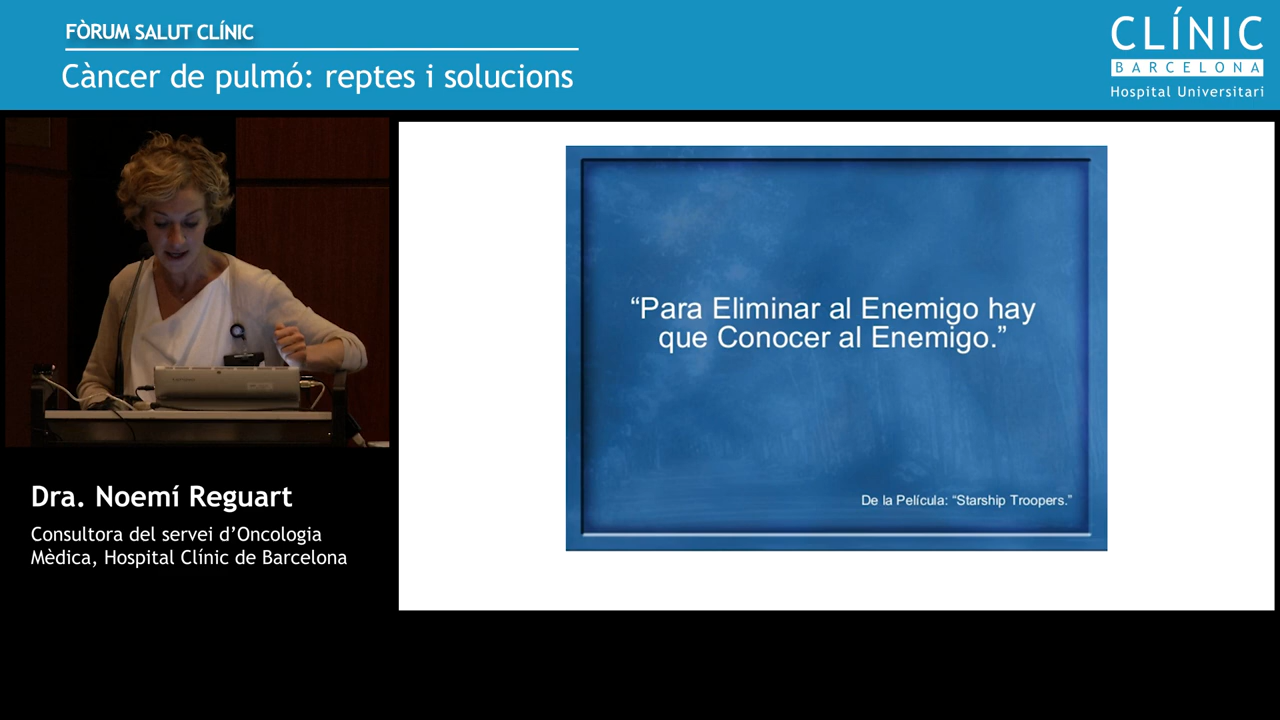 FÒRUM SALUT CLÍNIC
Càncer de pulmó: reptes i solucions
CLÍNIC
BARCELONA
Hospital Universitari
“Para Eliminar al Enemigo hay
que Conocer al Enemigo.”
De la Película: “Starship Troopers.”
Dra. Noemí Reguart
Consultora del servei d’Oncologia
Mèdica, Hospital Clínic de Barcelona